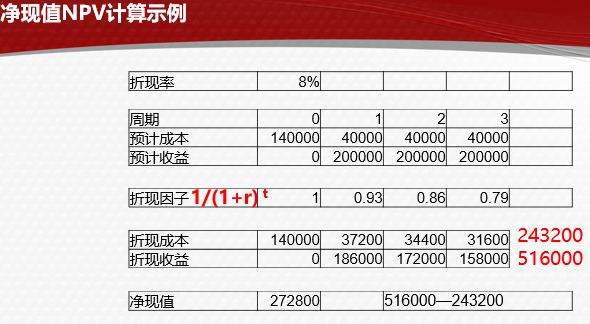 净现值NPV计算示例
折现率 8%
周期 0 1 2 3
预计成本 140000 40000 40000 40000
预计收益 0 200000 200000 200000
折现因子1/(1+r) t 1 0.93 0.86 0.79
折现成本 140000 37200 34400 31600 243200
折现收益 0 186000 172000 158000 516000
净现值 272800 516000—243200